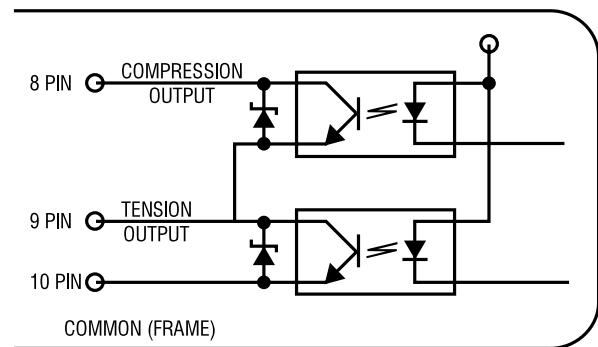 8 PIN
COMPRESSION
OUTPUT
9 PIN
TENSION
OUTPUT
10 PIN
COMMON (FRAME)